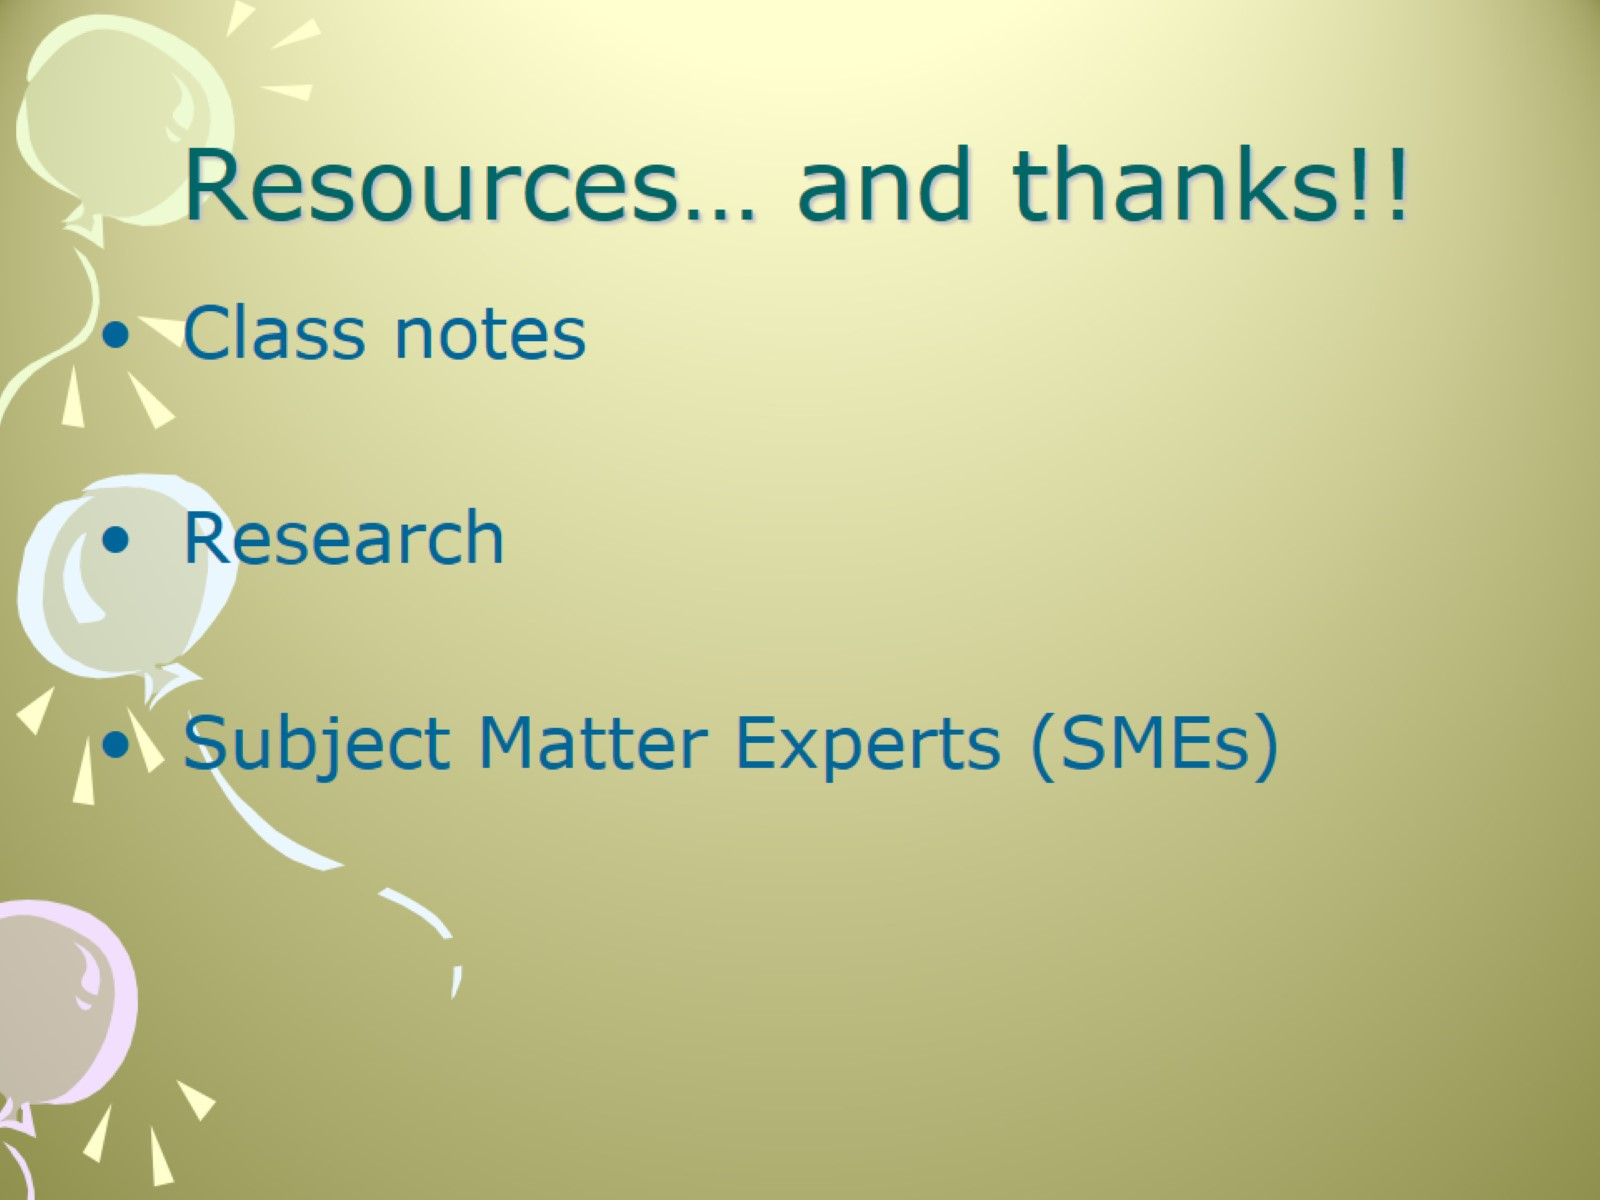 Resources… and thanks!!
• Class notes
• Research
• Subject Matter Experts (SMEs)